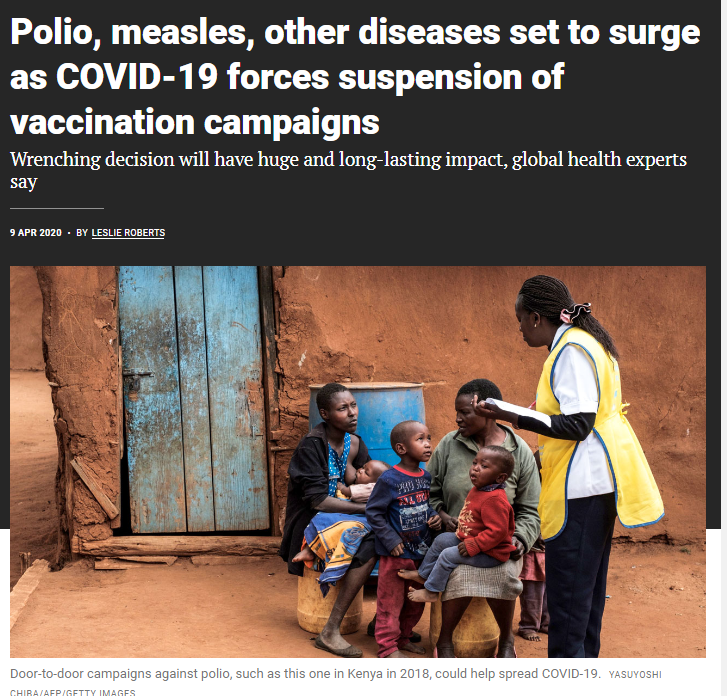 Polio, measles, other diseases set to surge
as COVID-19 forces suspension of
vaccination campaigns
Wrenching decision will have huge and long-lasting impact, global health experts
say
9 APR 2020 • BY LESLIE ROBERTS
Door-to-door campaigns against polio, such as this one in Kenya in 2018, could help spread COVID-19. YASUYOSHI
CHIBA/AFP/GETTY IMAGES